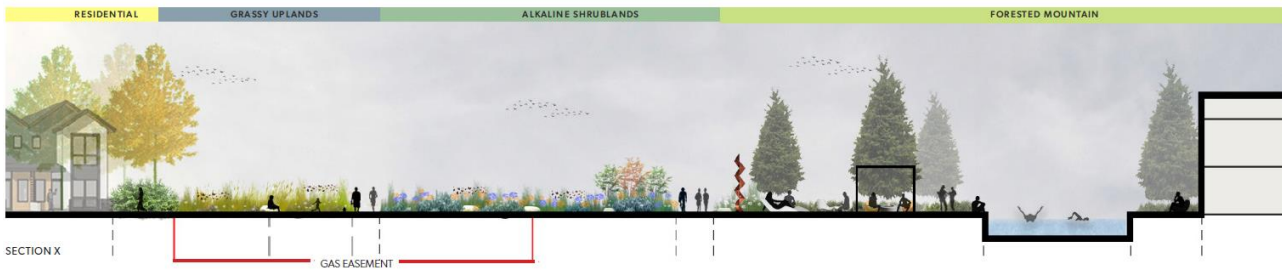 RESIDENTIAL
GRASSY UPLANDS
ALKALINE SHRUBLANDS
FORESTED MOUNTAIN
SECTION X
GAS EASEMENT